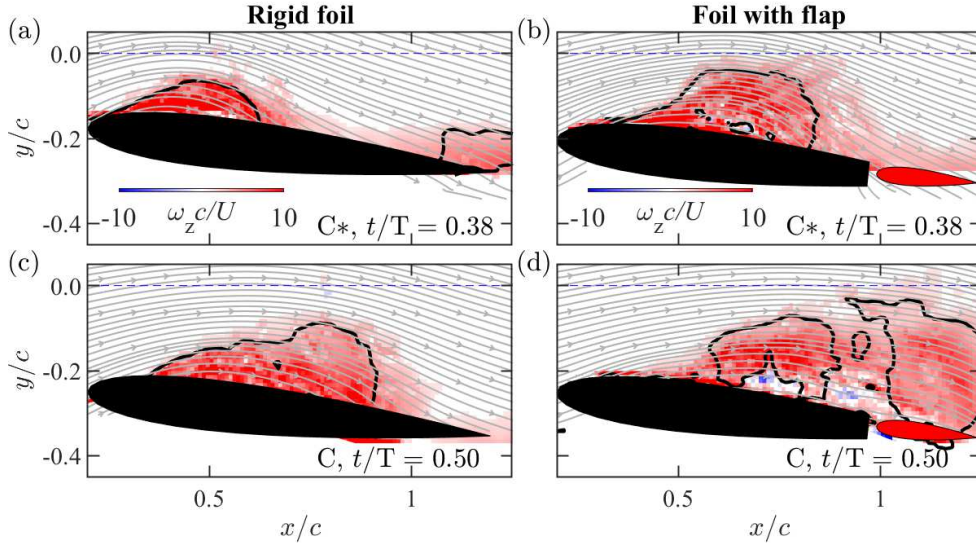 Rigid foil
Foil with flap
(a)
(b)
0.0
y/c
-0.2
-0.4
-10
ω_z c/U
10
C*, t/T = 0.38
-10
ω_z c/U
10
C*, t/T = 0.38
(c)
(d)
0.0
y/c
-0.2
-0.4
C, t/T = 0.50
C, t/T = 0.50
0.5
1
0.5
1
x/c
x/c